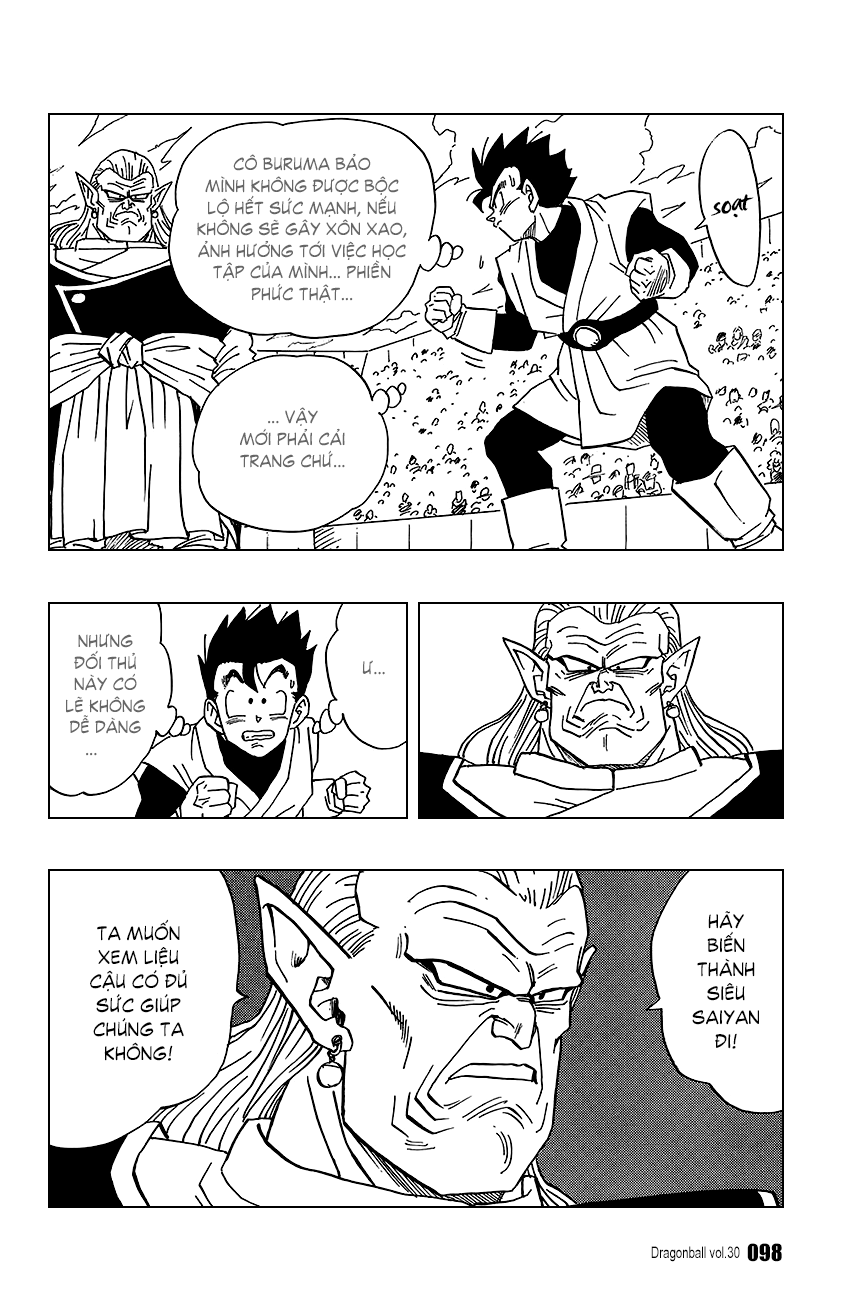 soạt
CÔ BURUMA BẢO
MÌNH KHÔNG ĐƯỢC BỘC
LỘ HẾT SỨC MẠNH, NẾU
KHÔNG SẼ GÂY XÔN XAO,
ẢNH HƯỞNG TỚI VIỆC HỌC
TẬP CỦA MÌNH... PHIỀN
PHỨC THẬT...
... VẬY
MỚI PHẢI CẢI
TRANG CHỨ...
Ư...
NHƯNG
ĐỐI THỦ
NÀY CÓ
LẼ KHÔNG
DỄ DÀNG
...
HÃY
BIẾN
THÀNH
SIÊU
SAIYAN
ĐI!
TA MUỐN
XEM LIỆU
CẬU CÓ ĐỦ
SỨC GIÚP
CHÚNG TA
KHÔNG!
Dragonball vol.30 098